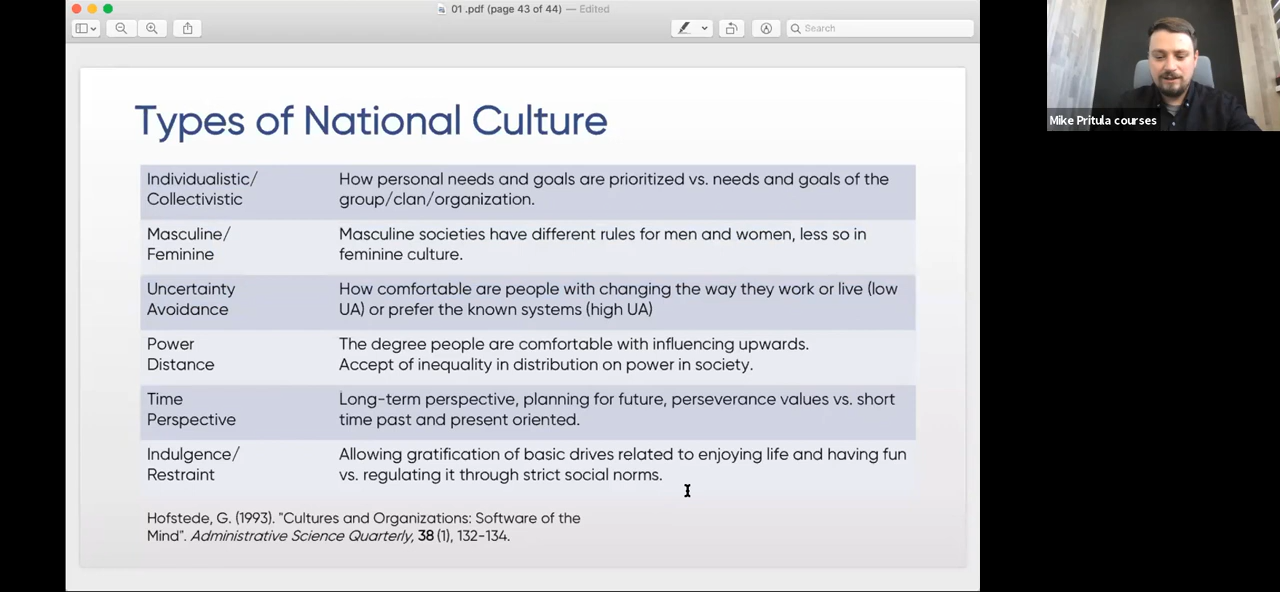 01 .pdf (page 43 of 44) — Edited
Search
Mike Pritula courses
Types of National Culture
Individualistic/
Collectivistic
How personal needs and goals are prioritized vs. needs and goals of the
group/clan/organization.
Masculine/
Feminine
Masculine societies have different rules for men and women, less so in
feminine culture.
Uncertainty
Avoidance
How comfortable are people with changing the way they work or live (low
UA) or prefer the known systems (high UA)
Power
Distance
The degree people are comfortable with influencing upwards.
Accept of inequality in distribution on power in society.
Time
Perspective
Long-term perspective, planning for future, perseverance values vs. short
time past and present oriented.
Indulgence/
Restraint
Allowing gratification of basic drives related to enjoying life and having fun
vs. regulating it through strict social norms.
Hofstede, G. (1993). "Cultures and Organizations: Software of the
Mind". Administrative Science Quarterly, 38 (1), 132-134.